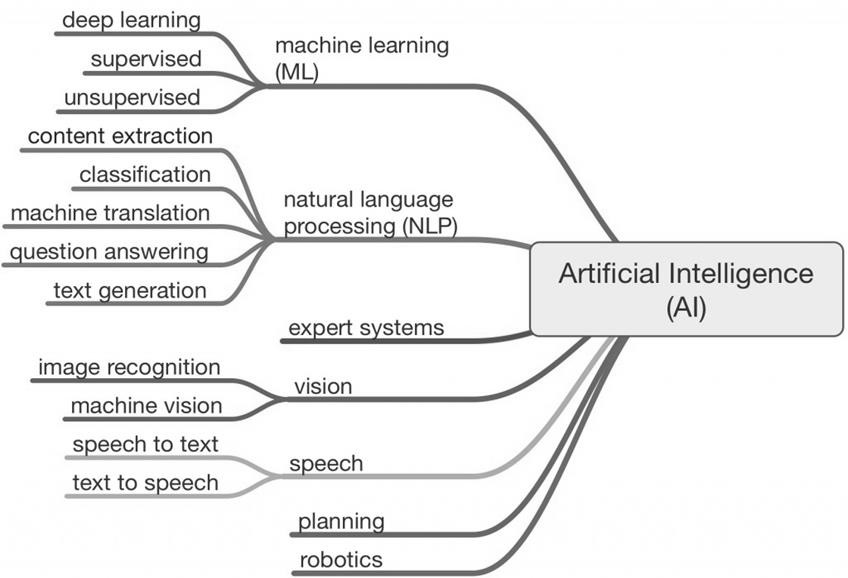 deep learning
supervised
unsupervised
machine learning
(ML)
content extraction
classification
machine translation
question answering
text generation
natural language
processing (NLP)
expert systems
image recognition
machine vision
vision
speech to text
text to speech
speech
planning
robotics
Artificial Intelligence
(AI)